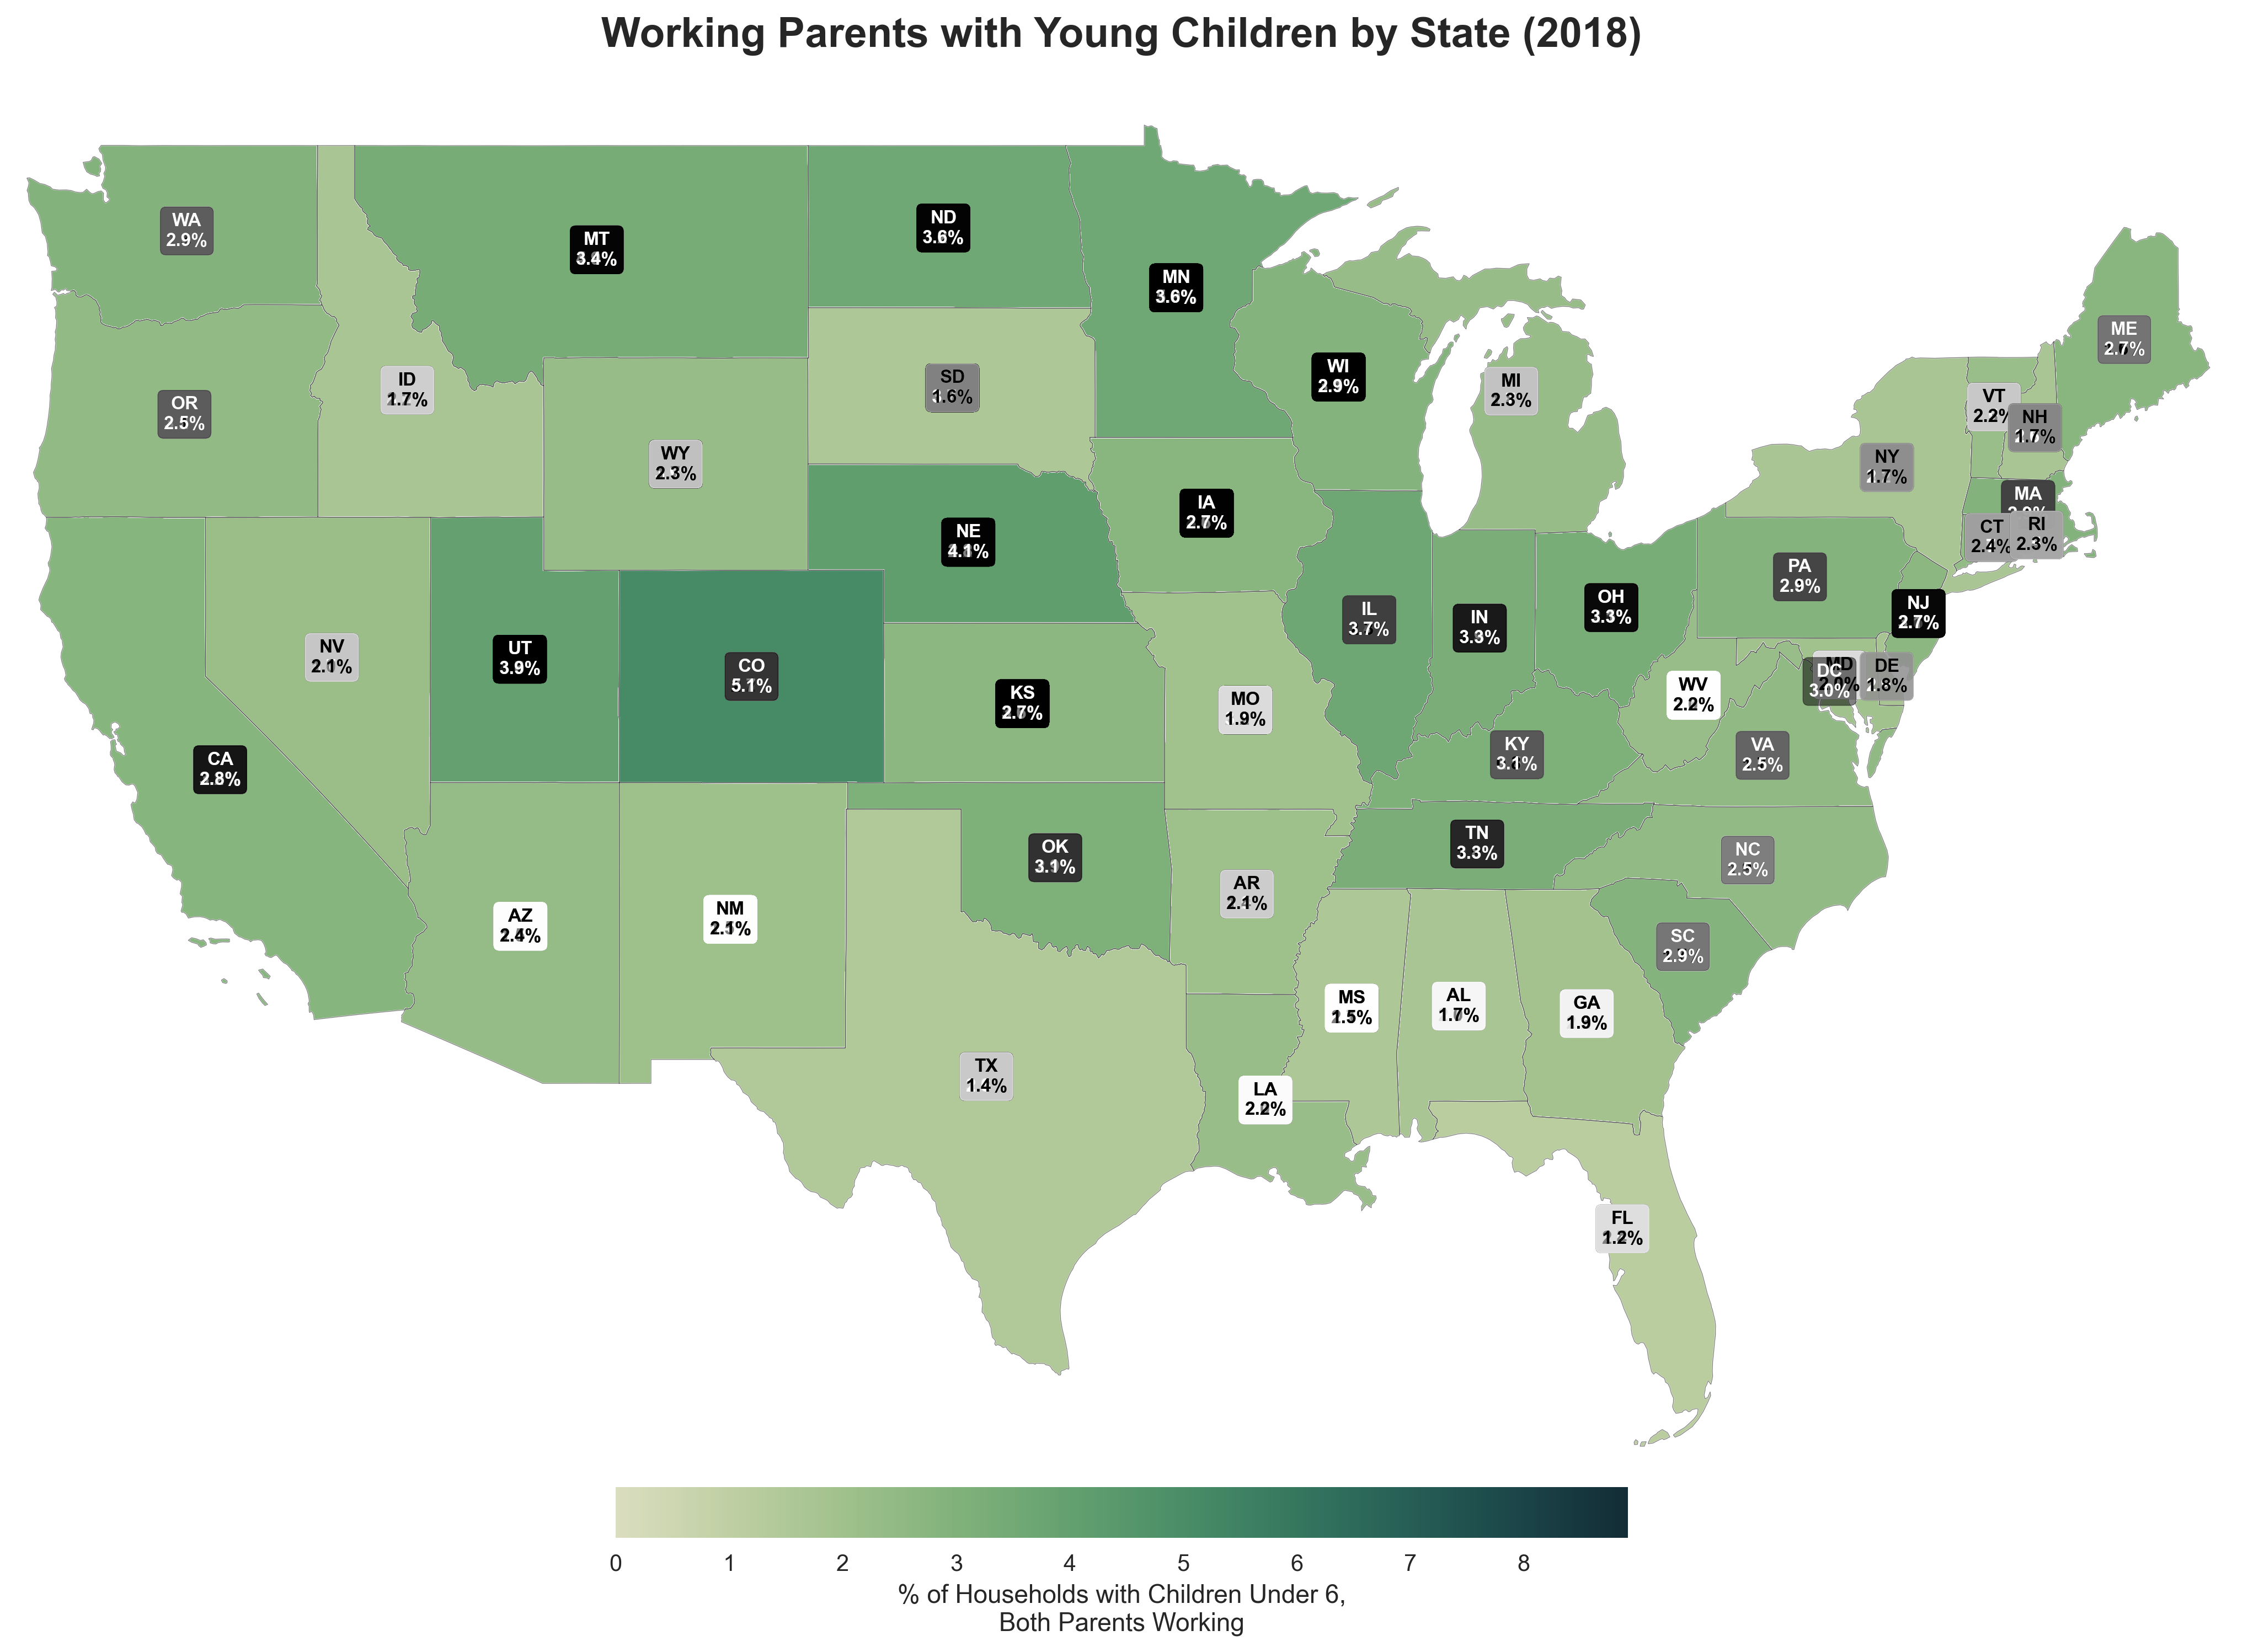 Working Parents with Young Children by State (2018)
WA
2.9%
MT
3.4%
ND
3.6%
MN
3.6%
ME
2.7%
OR
2.5%
ID
1.7%
SD
1.6%
WI
2.9%
MI
2.3%
VT
2.2%
NH
1.7%
WY
2.3%
NY
1.7%
MA
IA
2.7%
NE
4.1%
CT
2.4%
RI
2.3%
PA
2.9%
NV
2.1%
UT
3.9%
CO
5.1%
IL
3.7%
IN
3.3%
OH
3.3%
NJ
2.7%
KS
2.7%
MO
1.9%
WV
2.2%
MD
2.0%
DC
3.0%
DE
1.8%
CA
2.8%
KY
3.1%
VA
2.5%
OK
3.1%
TN
3.3%
NC
2.5%
AR
2.1%
AZ
2.4%
NM
2.1%
SC
2.9%
MS
1.5%
AL
1.7%
GA
1.9%
TX
1.4%
LA
2.2%
FL
1.2%
0 1 2 3 4 5 6 7 8
% of Households with Children Under 6,
Both Parents Working